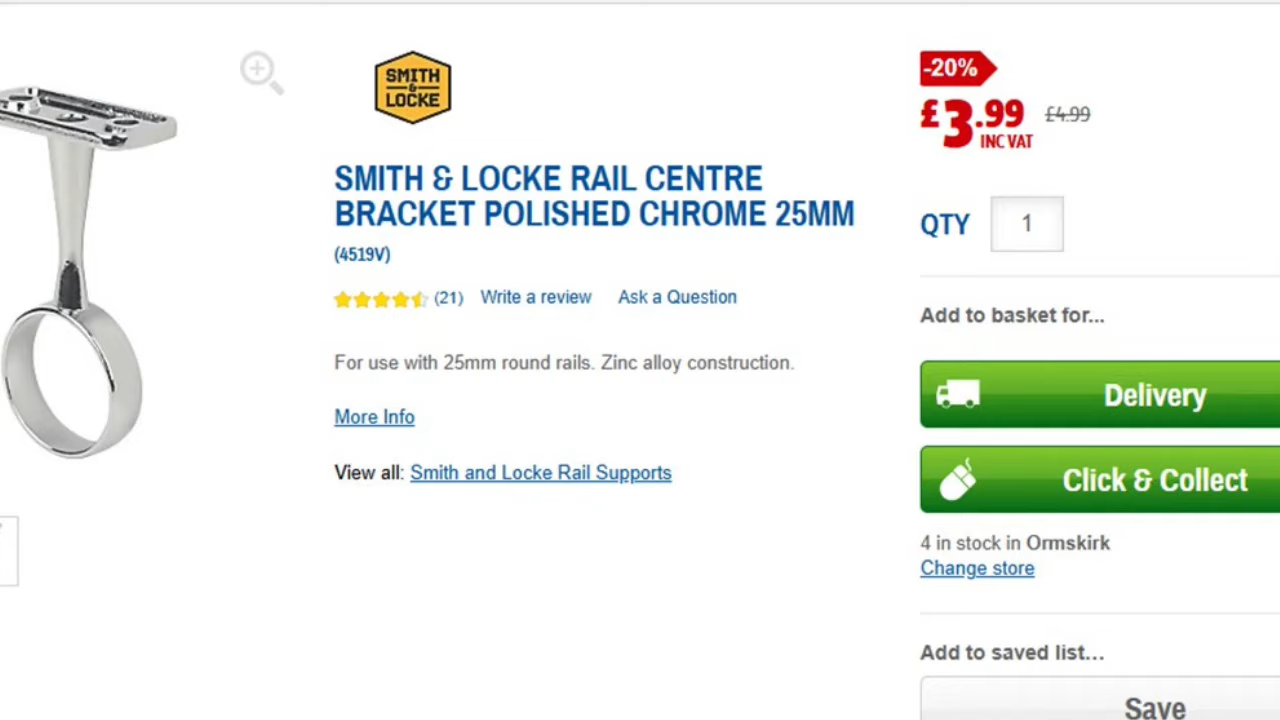 SMITH
&
LOCKE
SMITH & LOCKE RAIL CENTRE
BRACKET POLISHED CHROME 25MM
(4519V)
(21) Write a review Ask a Question
For use with 25mm round rails. Zinc alloy construction.
More Info
View all: Smith and Locke Rail Supports
-20%
£3.99 £4.99
INC VAT
QTY 1
Add to basket for...
Delivery
Click & Collect
4 in stock in Ormskirk
Change store
Add to saved list...
Save